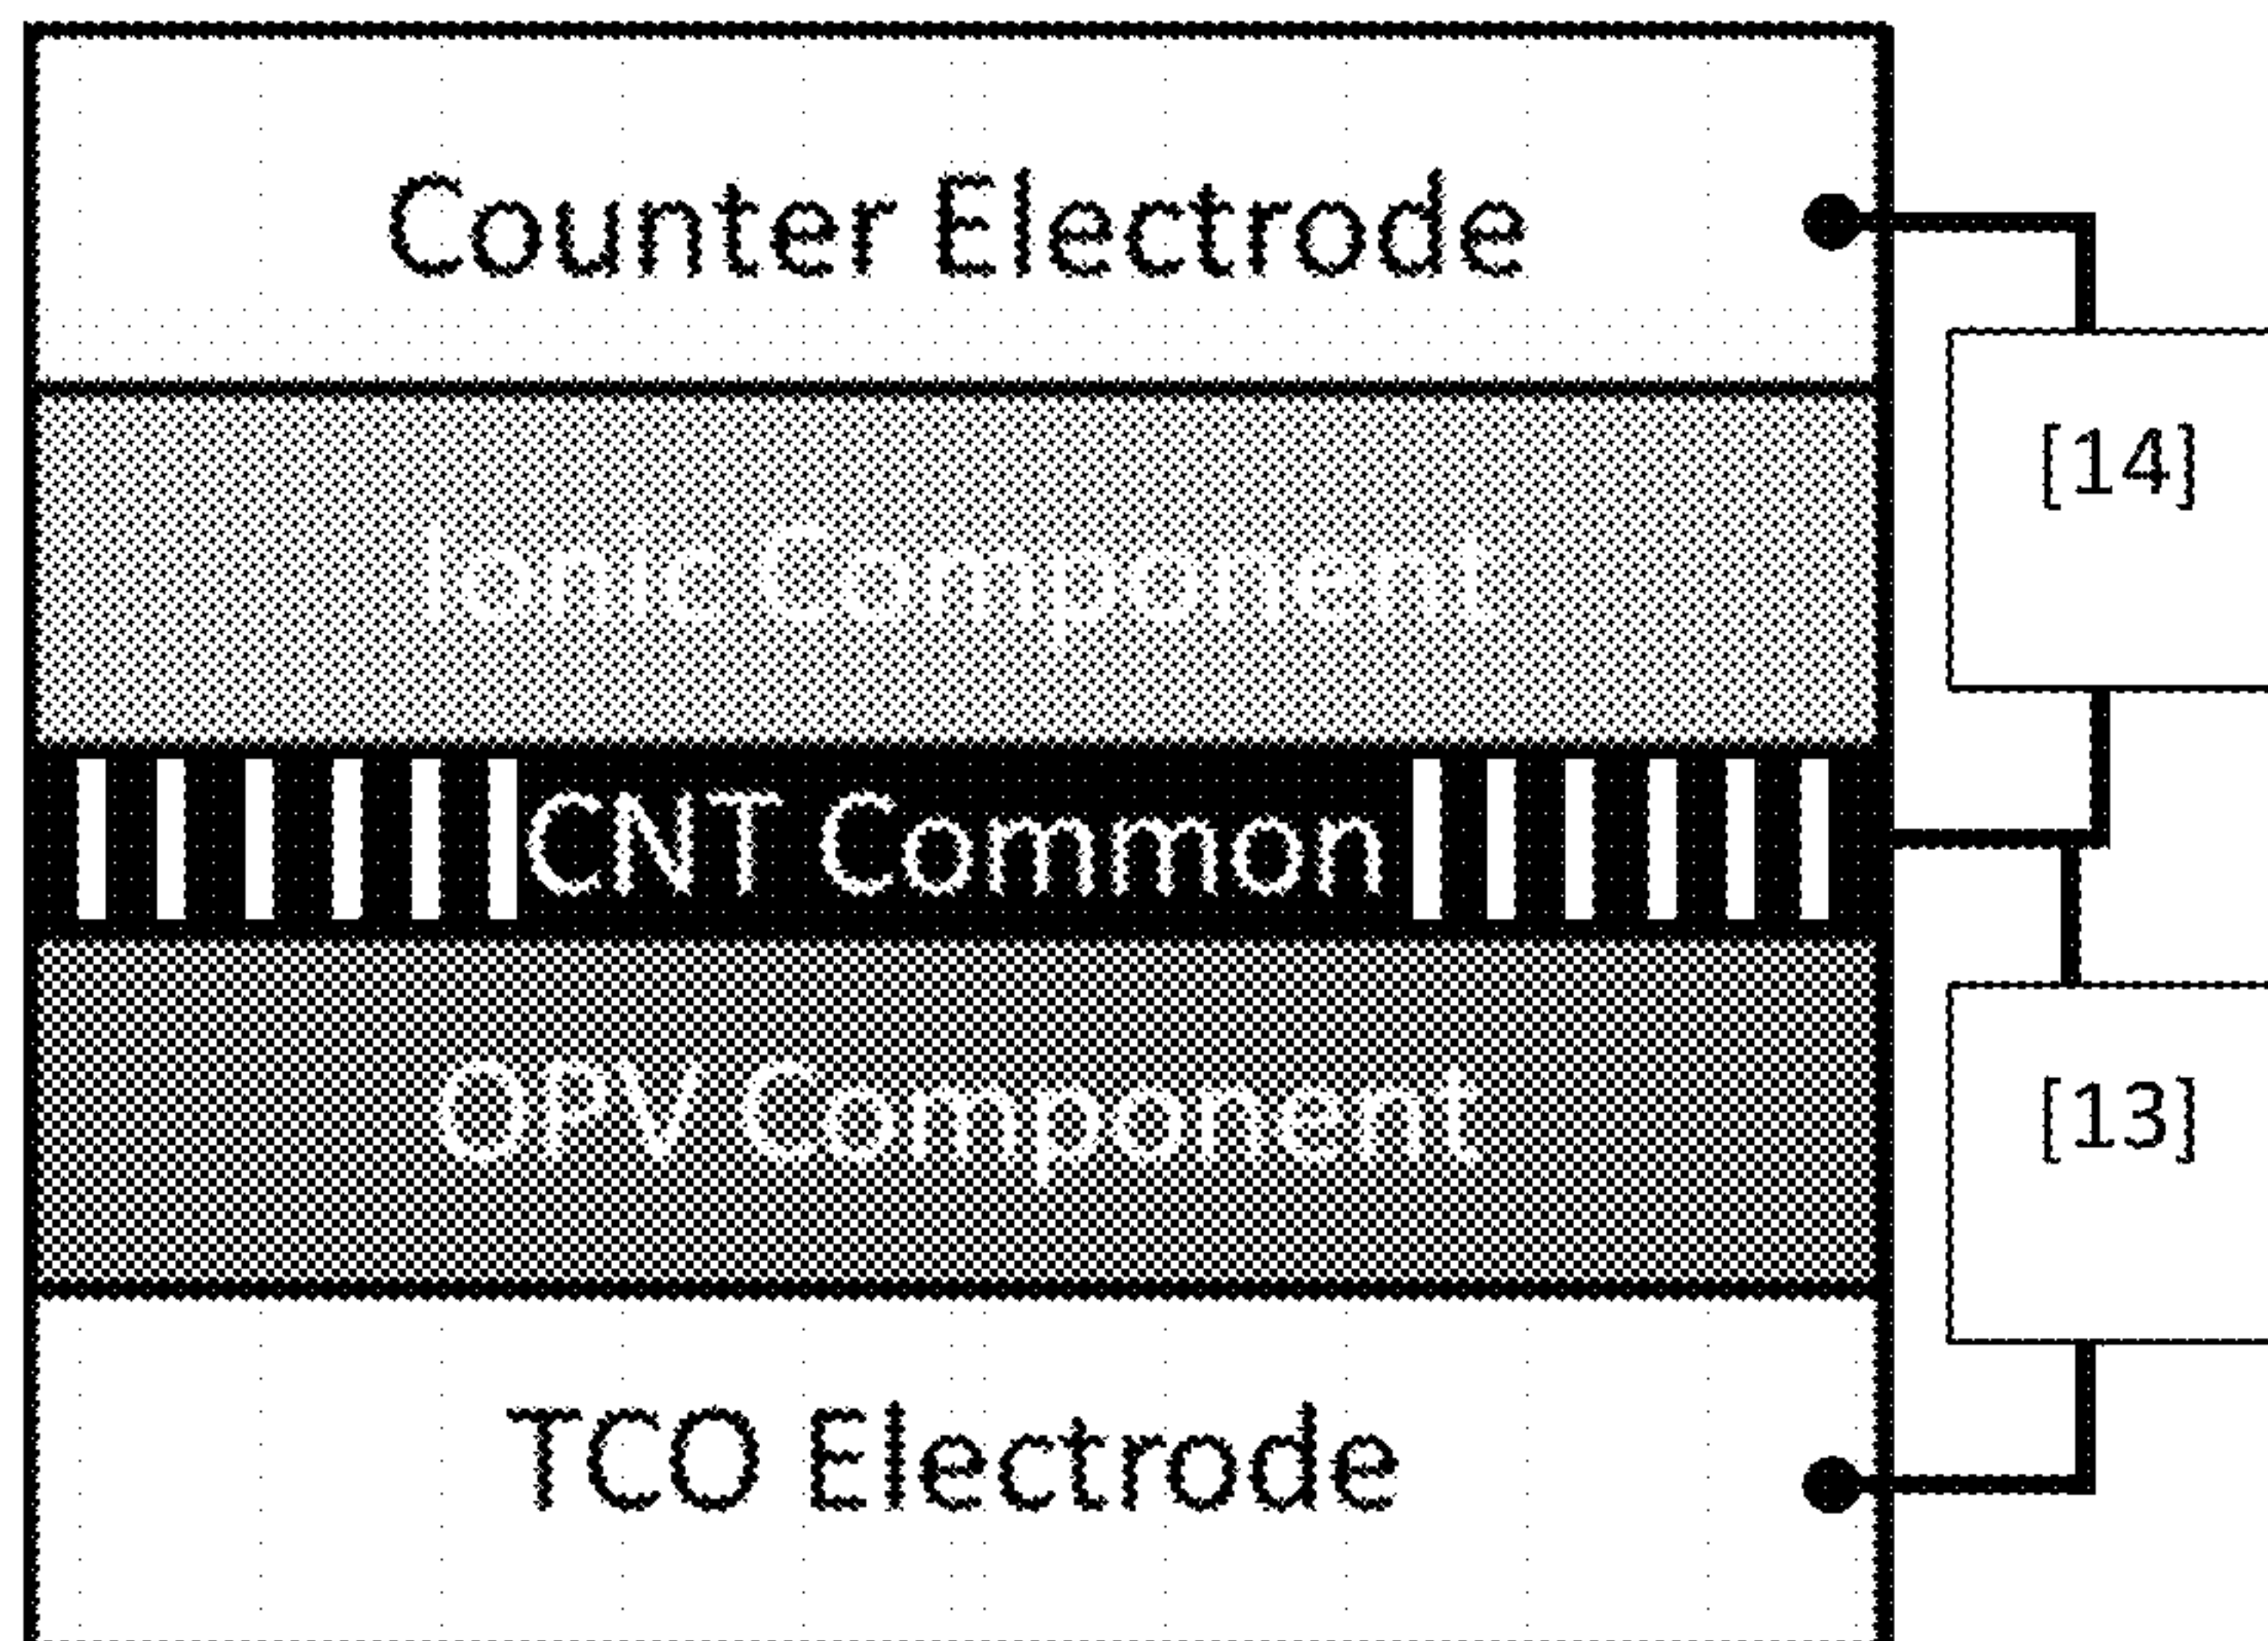 Counter Electrode
[14]
Ionic Component
CNT Common
OPV Component
[13]
TCO Electrode